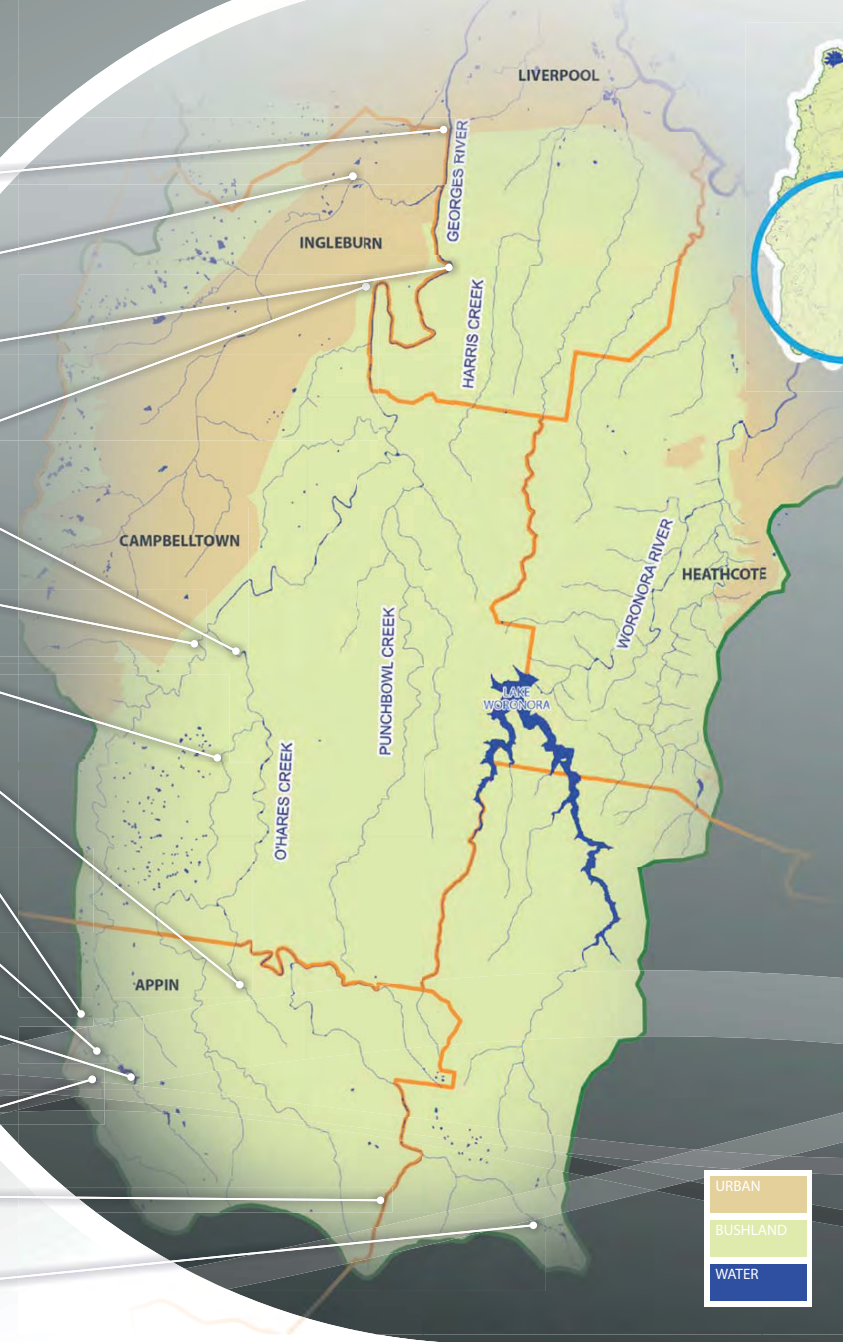 LIVERPOOL
GEORGES RIVER
INGLEBURN
HARRIS CREEK
CAMPBELLTOWN
WORONORA RIVER
HEATHCOTE
PUNCHBOWL CREEK
LAKE
WORONORA
O'HARES CREEK
APPIN
URBAN
BUSHLAND
WATER